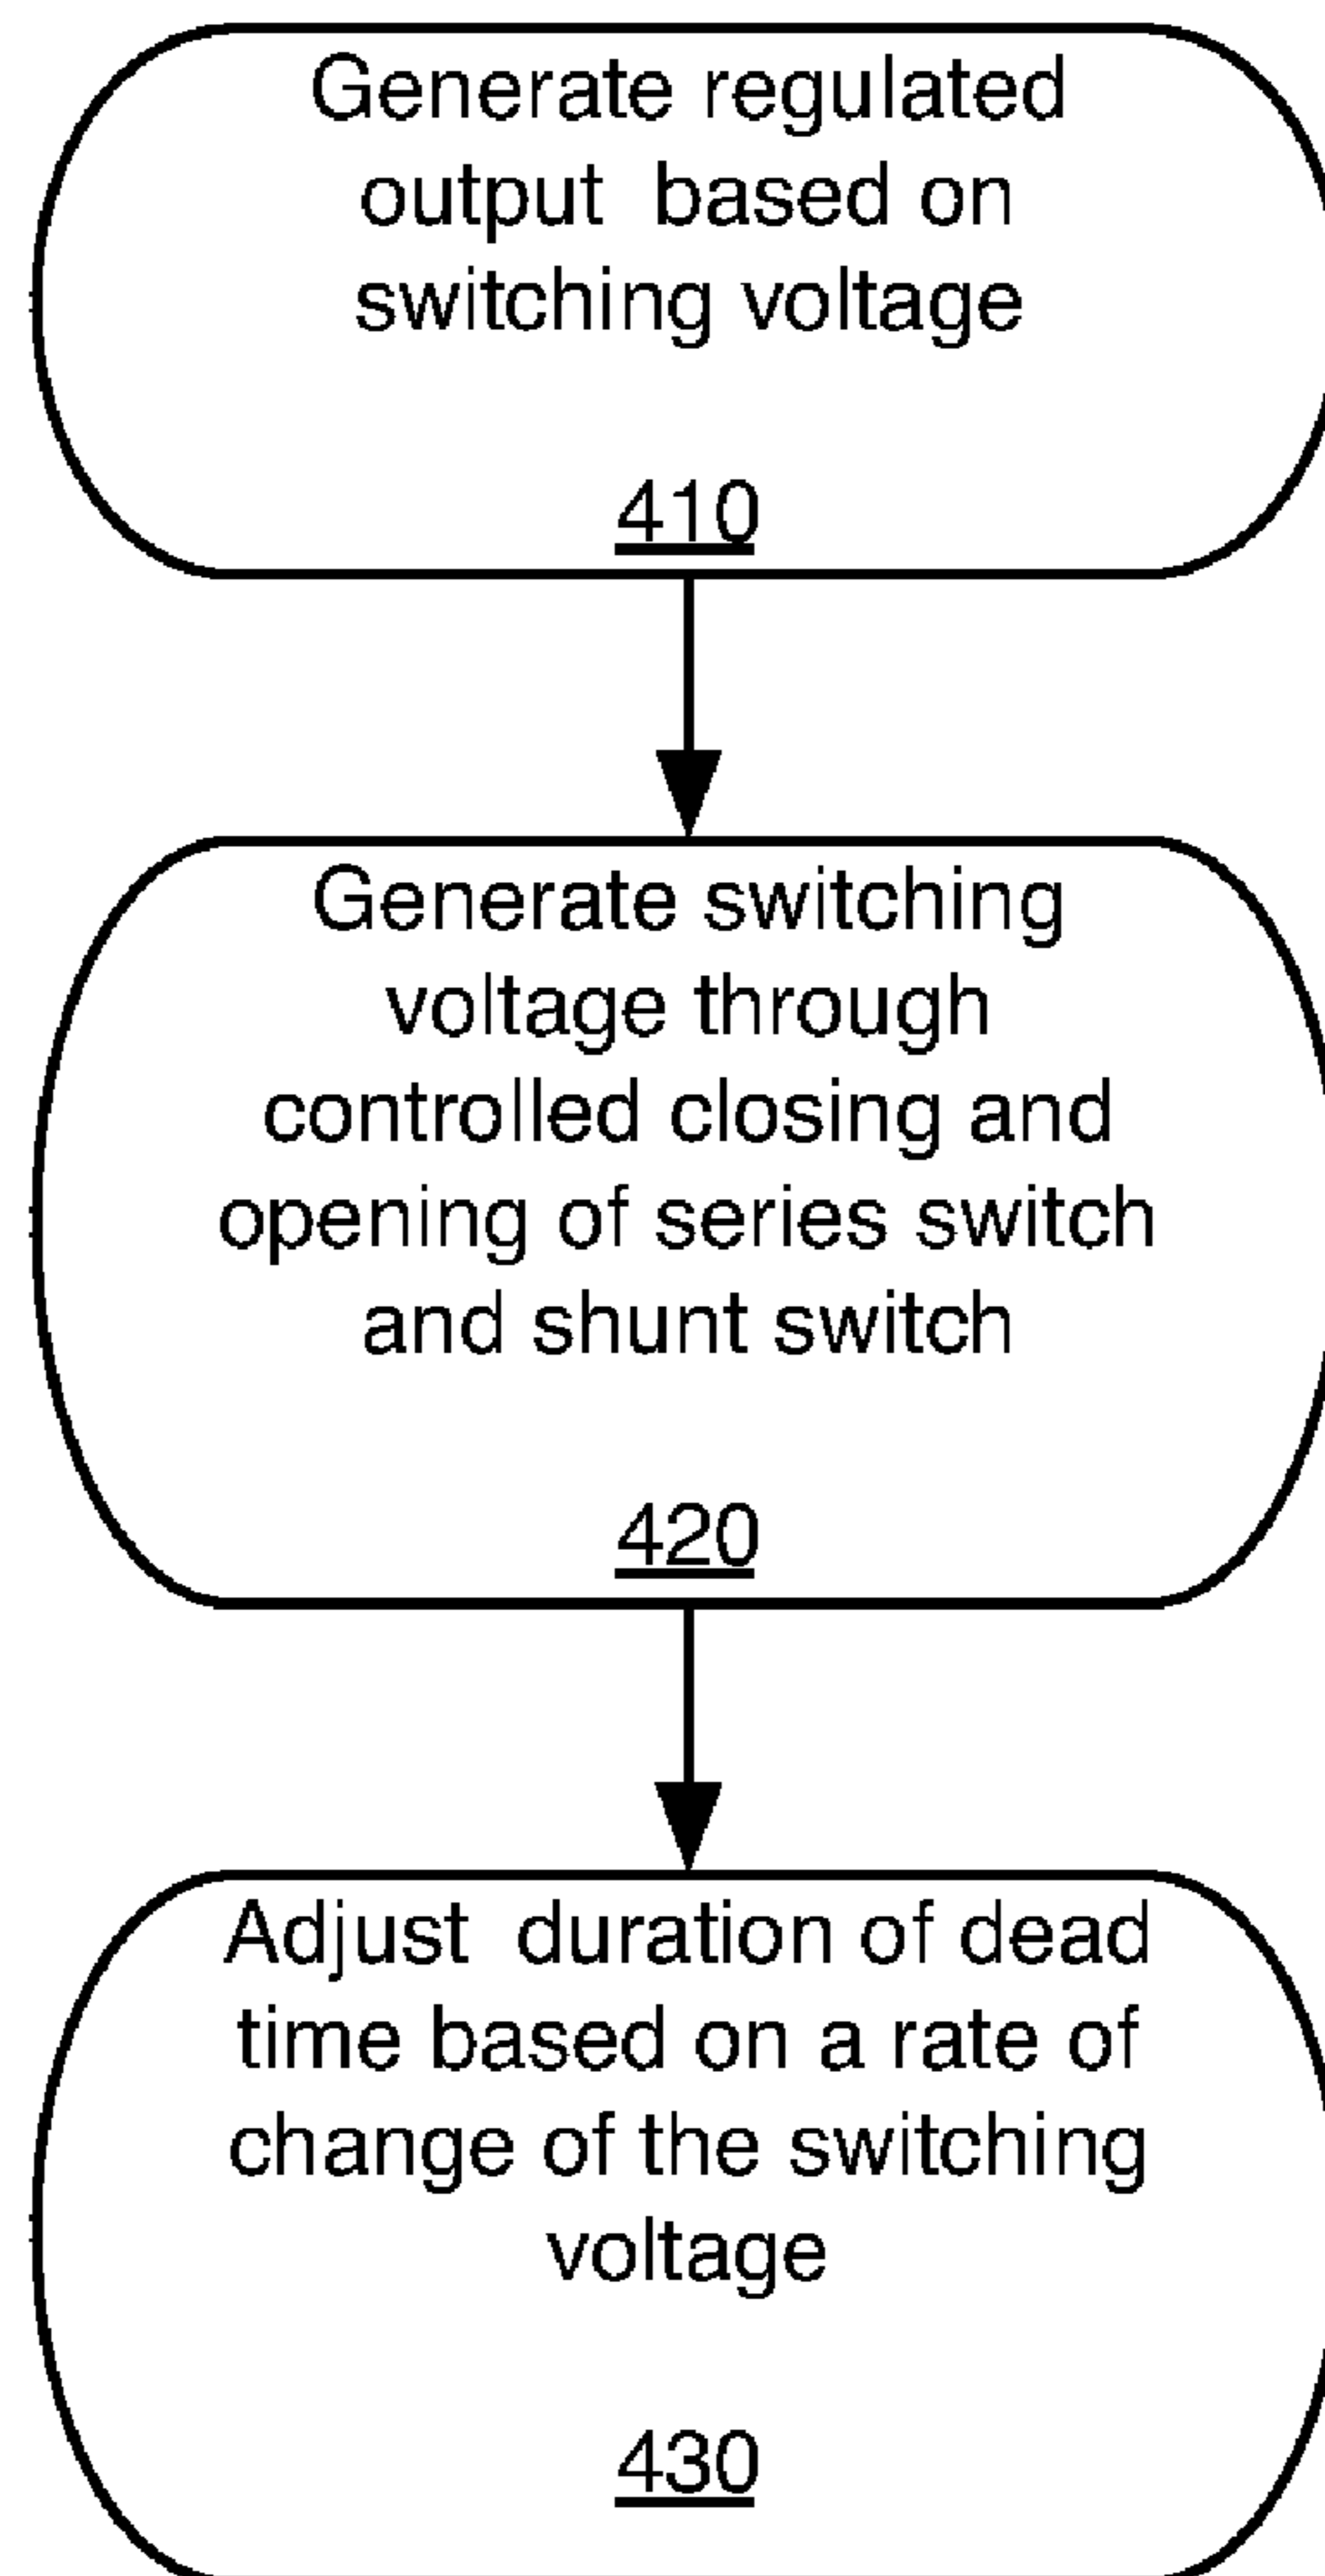 Generate regulated
output based on
switching voltage
410
Generate switching
voltage through
controlled closing and
opening of series switch
and shunt switch
420
Adjust duration of dead
time based on a rate of
change of the switching
voltage
430